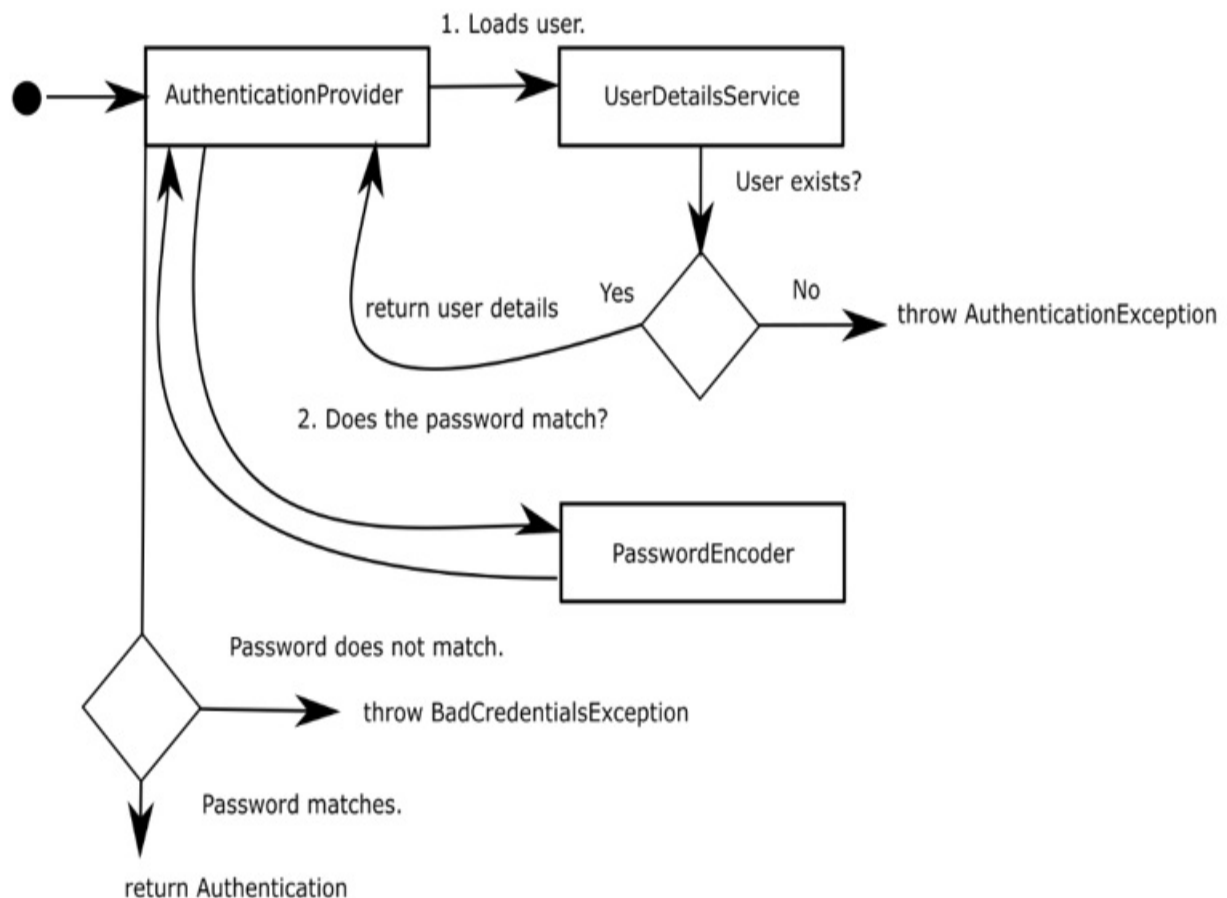 1. Loads user.
AuthenticationProvider
UserDetailsService
User exists?
Yes
No
return user details
throw AuthenticationException
2. Does the password match?
PasswordEncoder
Password does not match.
throw BadCredentialsException
Password matches.
return Authentication